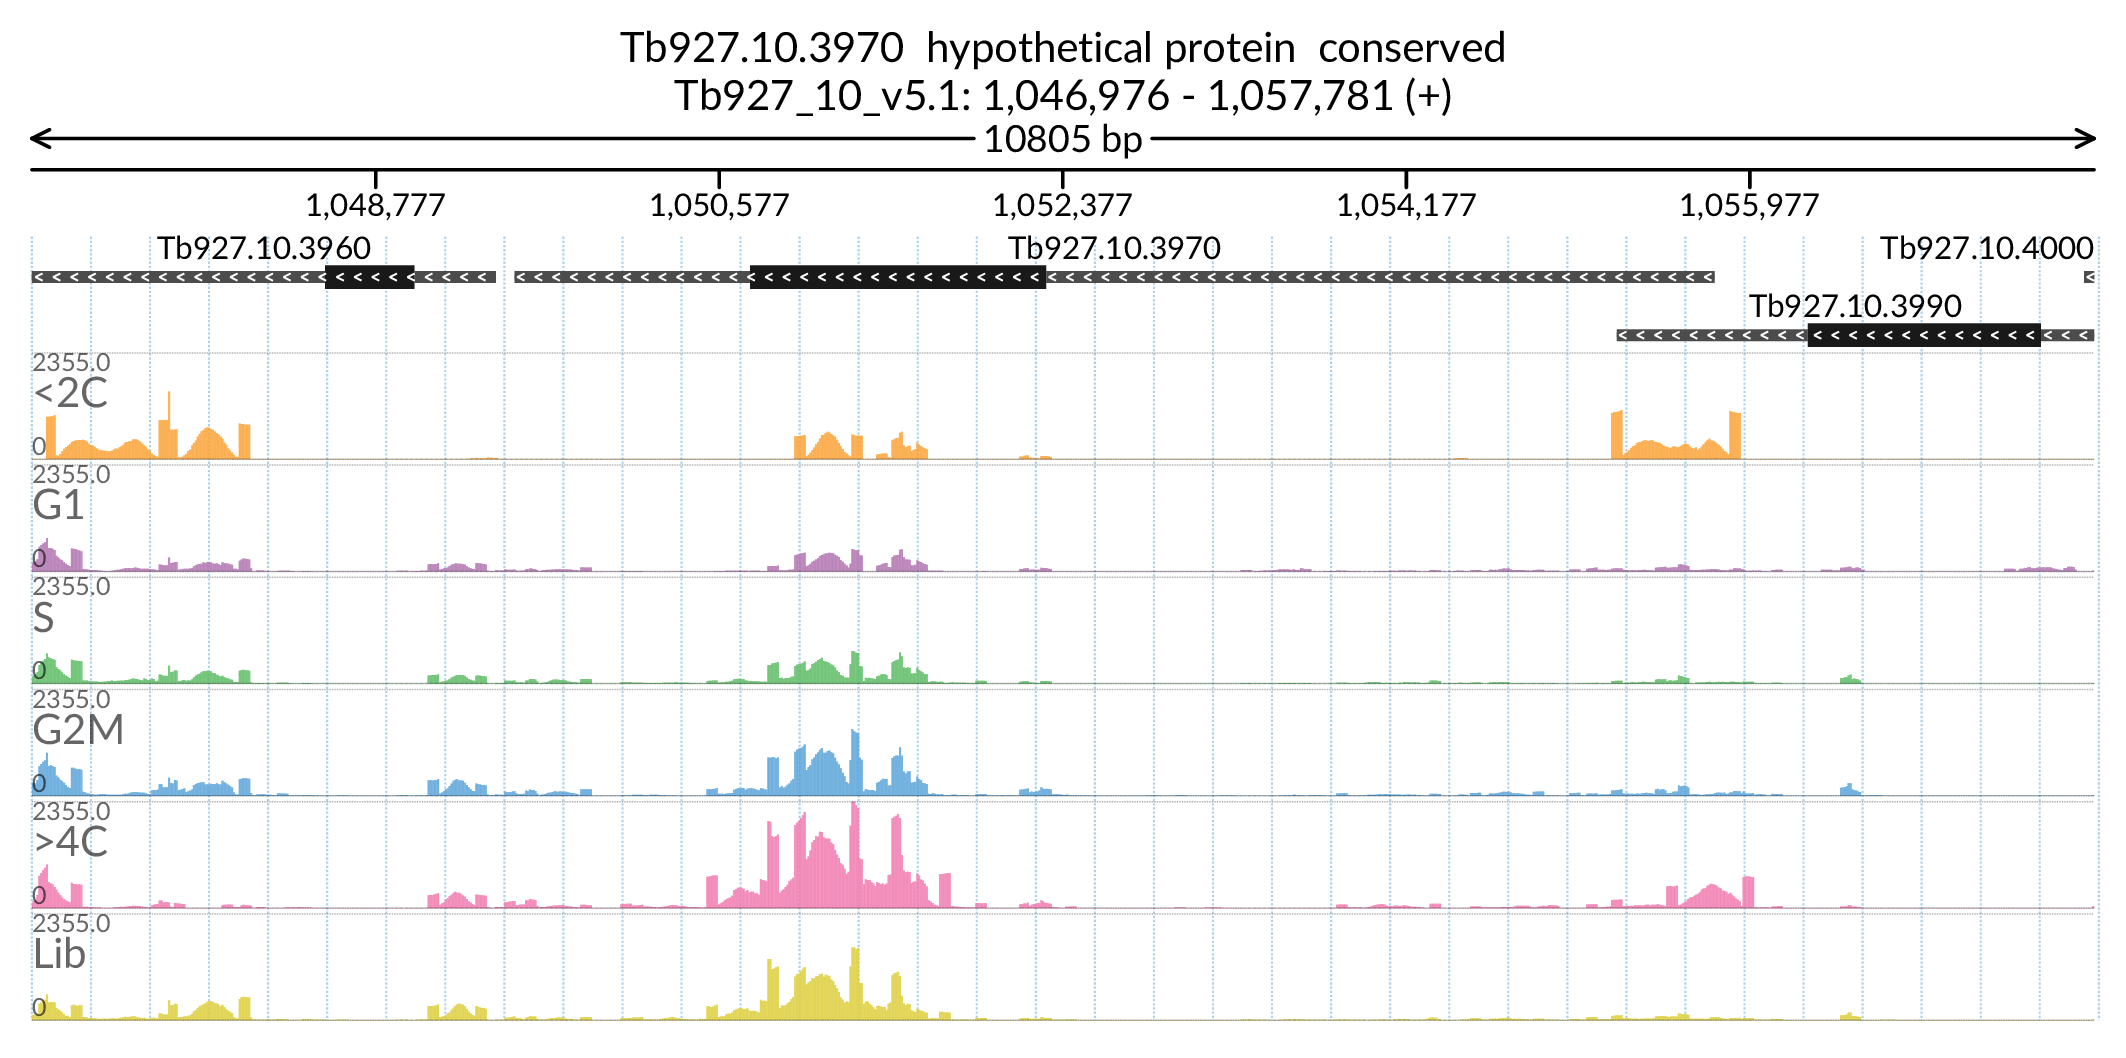 Tb927.10.3970  hypothetical protein  conserved
Tb927_10_v5.1: 1,046,976 - 1,057,781 (+)
10805 bp
1,048,777 1,050,577 1,052,377 1,054,177 1,055,977
Tb927.10.3960 Tb927.10.3970 Tb927.10.4000
Tb927.10.3990
2355.0
<2C
0
2355.0
G1
0
2355.0
S
0
2355.0
G2M
0
2355.0
>4C
0
2355.0
Lib
0